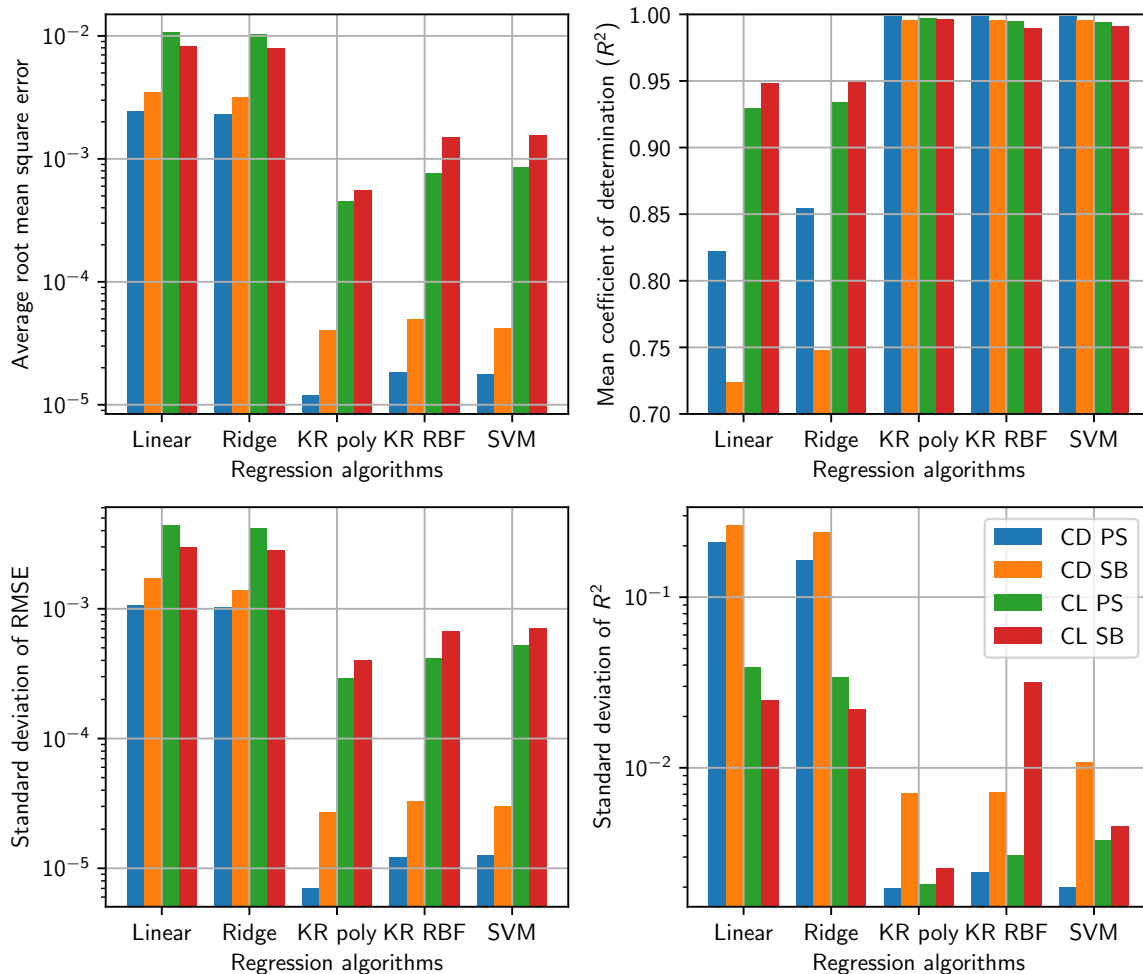 Average root mean square error
10⁻²
10⁻³
10⁻⁴
10⁻⁵
Linear Ridge KR poly KR RBF SVM
Regression algorithms
Mean coefficient of determination (R²)
1.00
0.95
0.90
0.85
0.80
0.75
0.70
Linear Ridge KR poly KR RBF SVM
Regression algorithms
Standard deviation of RMSE
10⁻³
10⁻⁴
10⁻⁵
Linear Ridge KR poly KR RBF SVM
Regression algorithms
Standard deviation of R²
10⁻¹
10⁻²
CD PS
CD SB
CL PS
CL SB
Linear Ridge KR poly KR RBF SVM
Regression algorithms